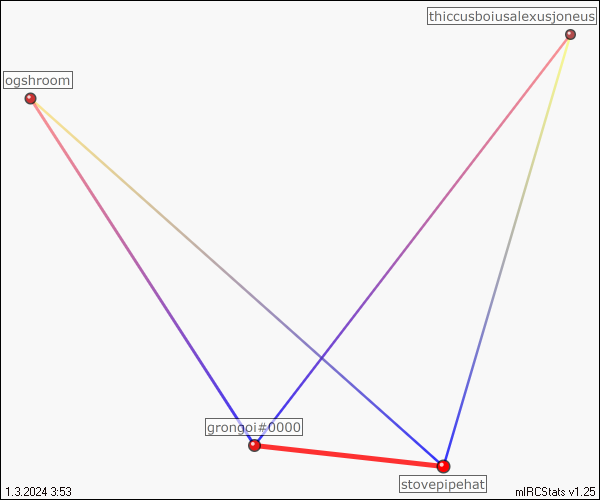 thiccusboiusalexusjoneus
ogshroom
grongoi#0000
stovepipehat
1.3.2024 3:53
mIRCStats v1.25